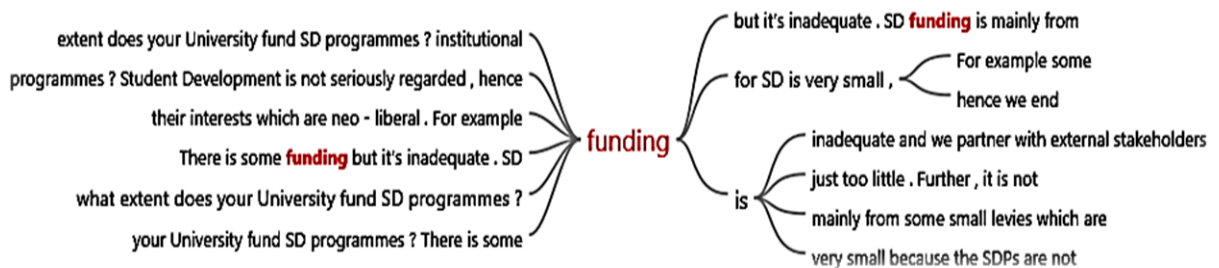 extent does your University fund SD programmes ? institutional
programmes ? Student Development is not seriously regarded , hence
their interests which are neo - liberal . For example
There is some funding but it's inadequate . SD
what extent does your University fund SD programmes ?
your University fund SD programmes ? There is some
funding
but it's inadequate . SD funding is mainly from
for SD is very small ,
For example some
hence we end
is
inadequate and we partner with external stakeholders
just too little . Further , it is not
mainly from some small levies which are
very small because the SDPs are not